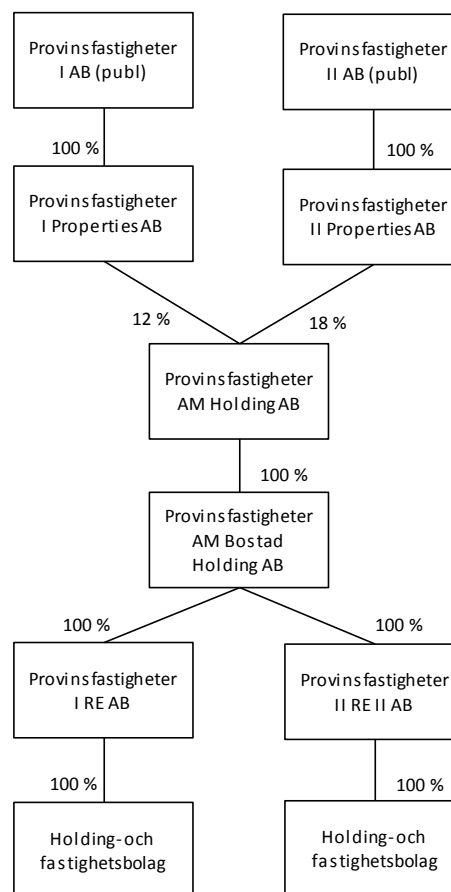 Provinsfastigheter
I AB (publ)
Provinsfastigheter
II AB (publ)
100 %
100 %
Provinsfastigheter
I Properties AB
Provinsfastigheter
II Properties AB
12 %
18 %
Provinsfastigheter
AM Holding AB
100 %
Provinsfastigheter
AM Bostad
Holding AB
100 %
100 %
Provinsfastigheter
I RE AB
Provinsfastigheter
II RE II AB
100 %
100 %
Holding- och
fastighetsbolag
Holding- och
fastighetsbolag